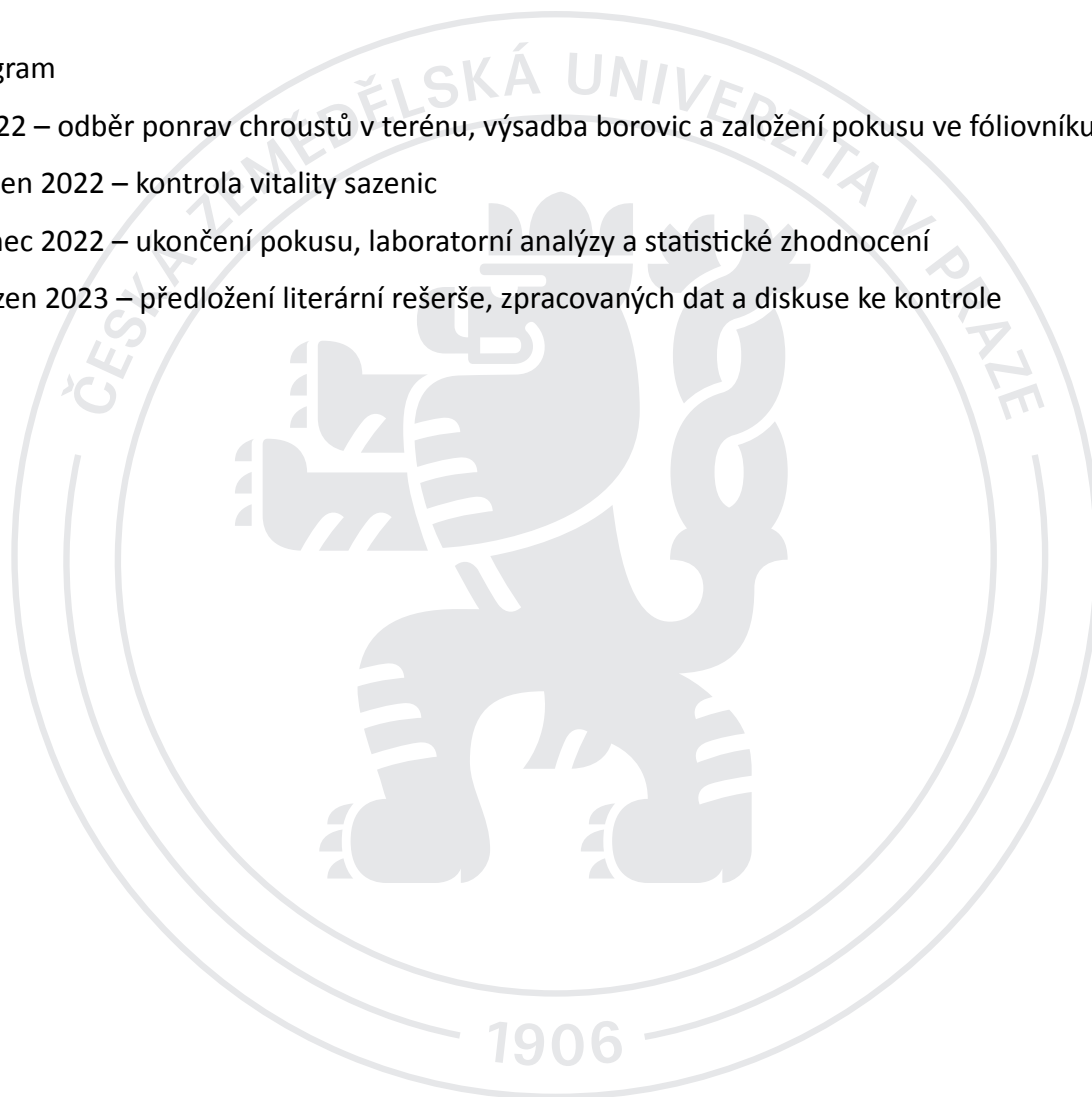 gram
22 – odběr ponrav chroustů v terénu, výsadba borovic a založení pokusu ve fóliovníku
en 2022 – kontrola vitality sazenic
nec 2022 – ukončení pokusu, laboratorní analýzy a statistické zhodnocení
zen 2023 – předložení literární rešerše, zpracovaných dat a diskuse ke kontrole
ČESKÁ ZEMĚDĚLSKÁ UNIVERZITA V PRAZE
1906